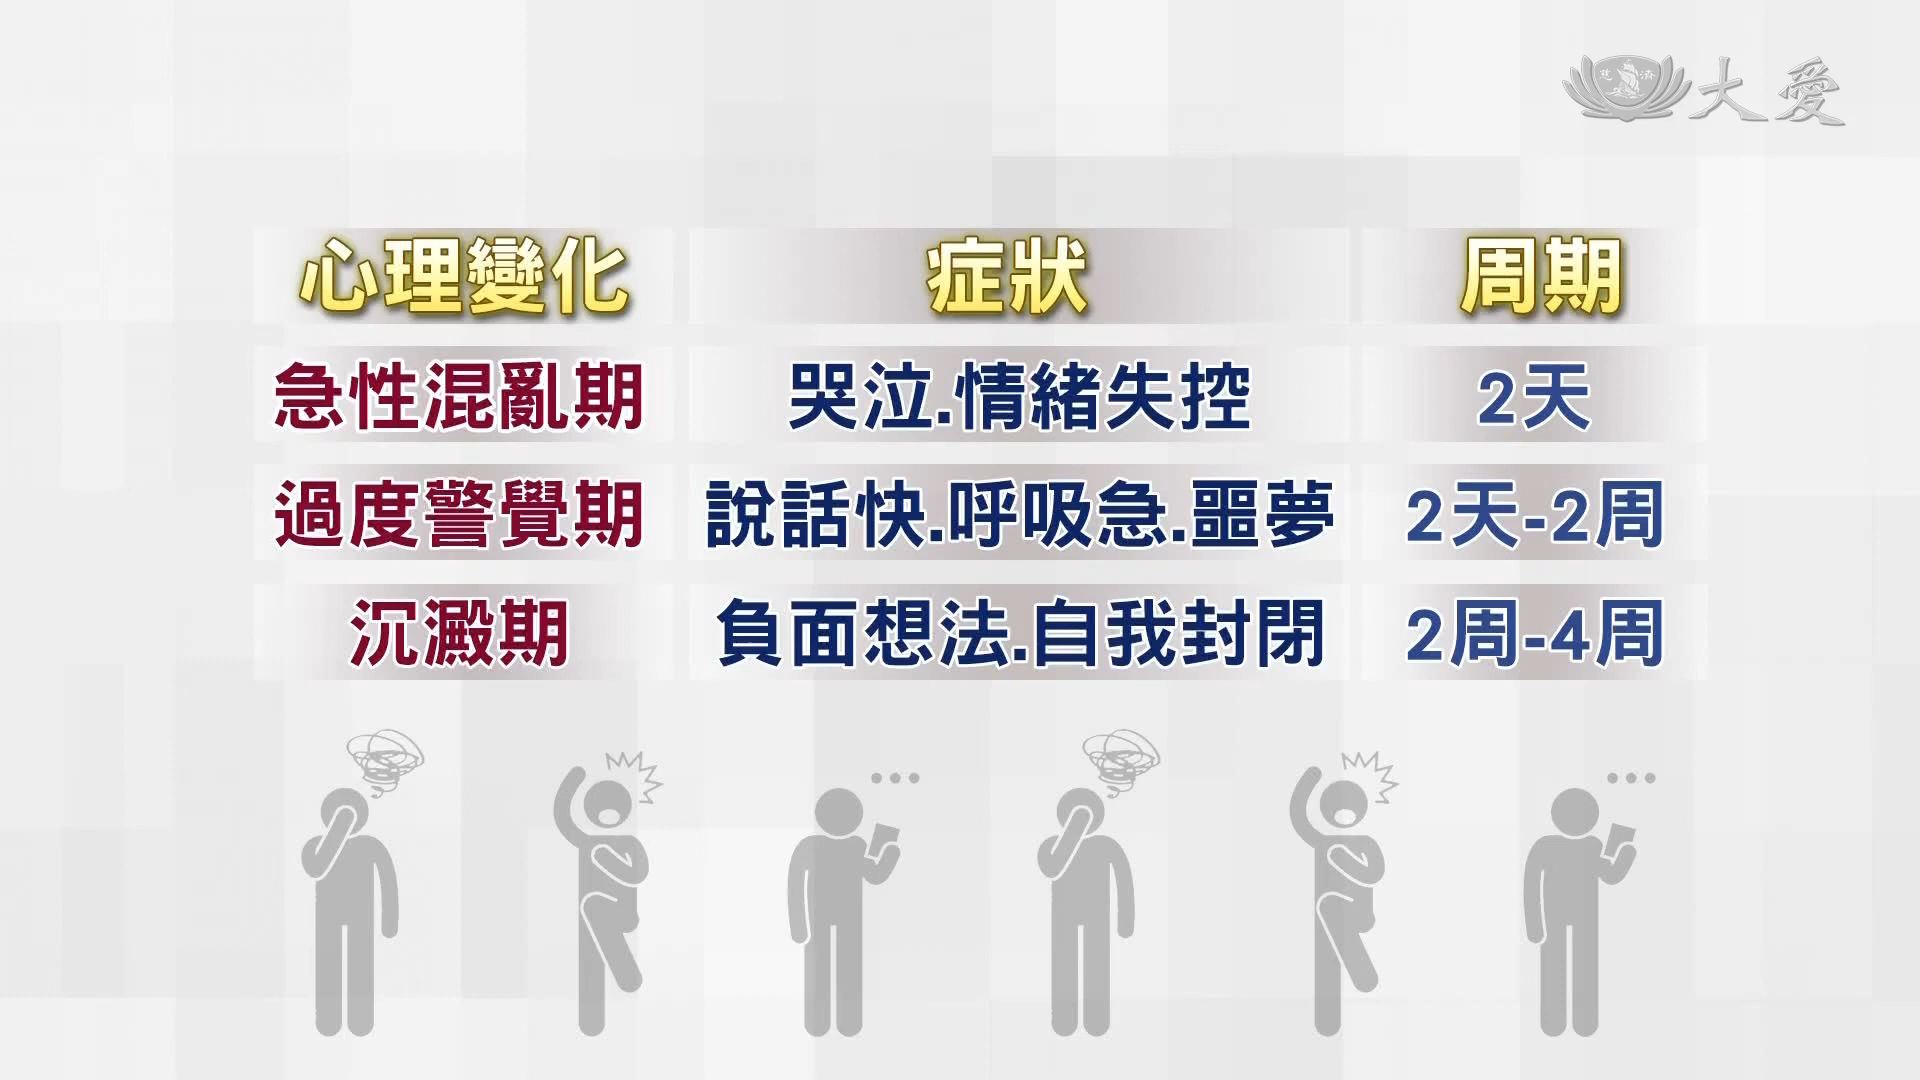 慈濟 大愛
心理變化 症狀 周期
急性混亂期 哭泣.情緒失控 2天
過度警覺期 說話快.呼吸急.噩夢 2天-2周
沉澱期 負面想法.自我封閉 2周-4周